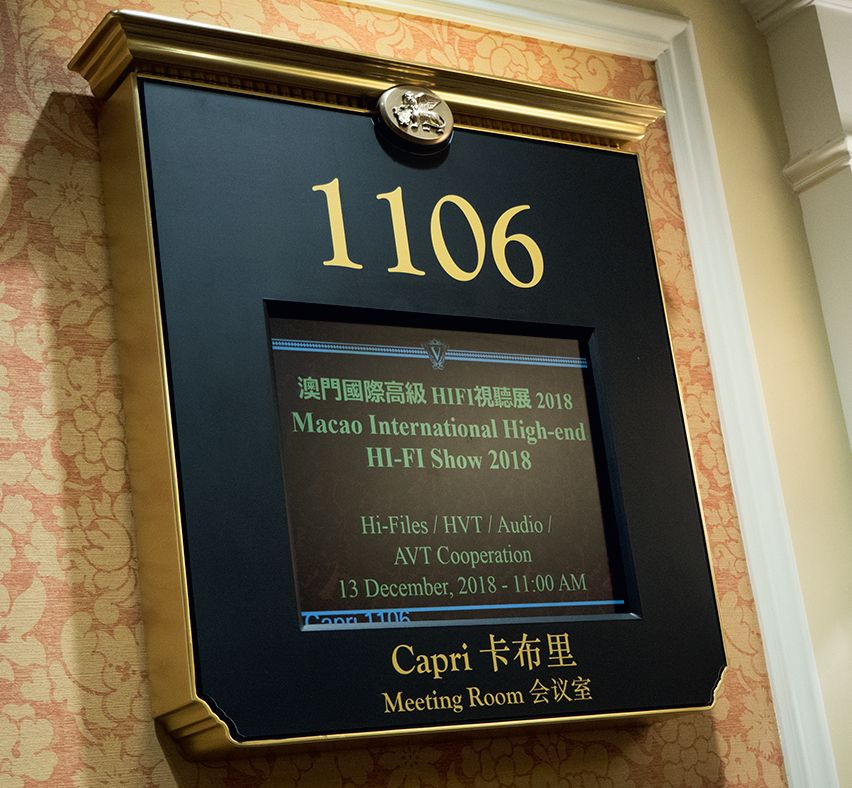 1106
V
澳門國際高級 HIFI視聽展 2018
Macao International High-end
HI-FI Show 2018
Hi-Files / HVT / Audio /
AVT Cooperation
13 December, 2018 - 11:00 AM
Capri 1106
Capri 卡布里
Meeting Room 会议室